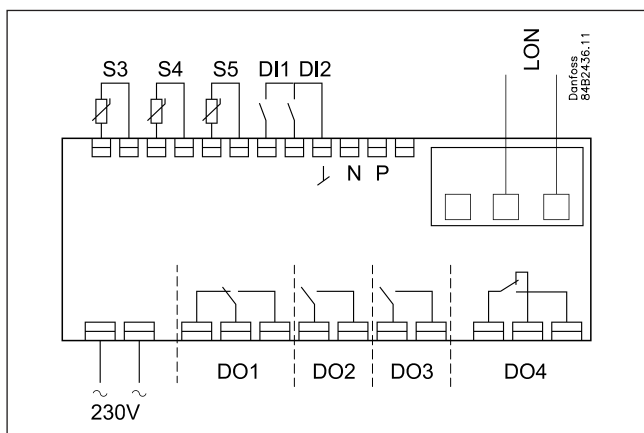 S3 S4 S5 DI1 DI2
LON
Danfoss
84B2436.11
N P
DO1 DO2 DO3 DO4
~ ~
230V